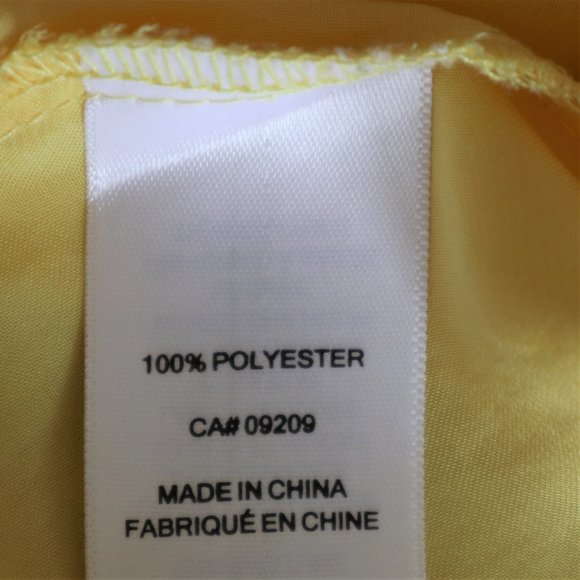 100% POLYESTER
CA# 09209
MADE IN CHINA
FABRIQUÉ EN CHINE